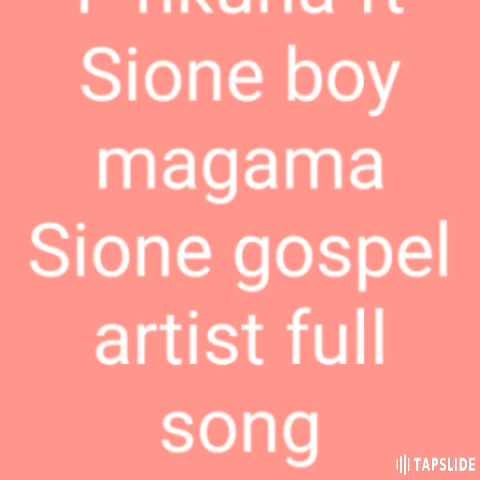 Sione boy
magama
Sione gospel
artist full
song
TAPSLIDE